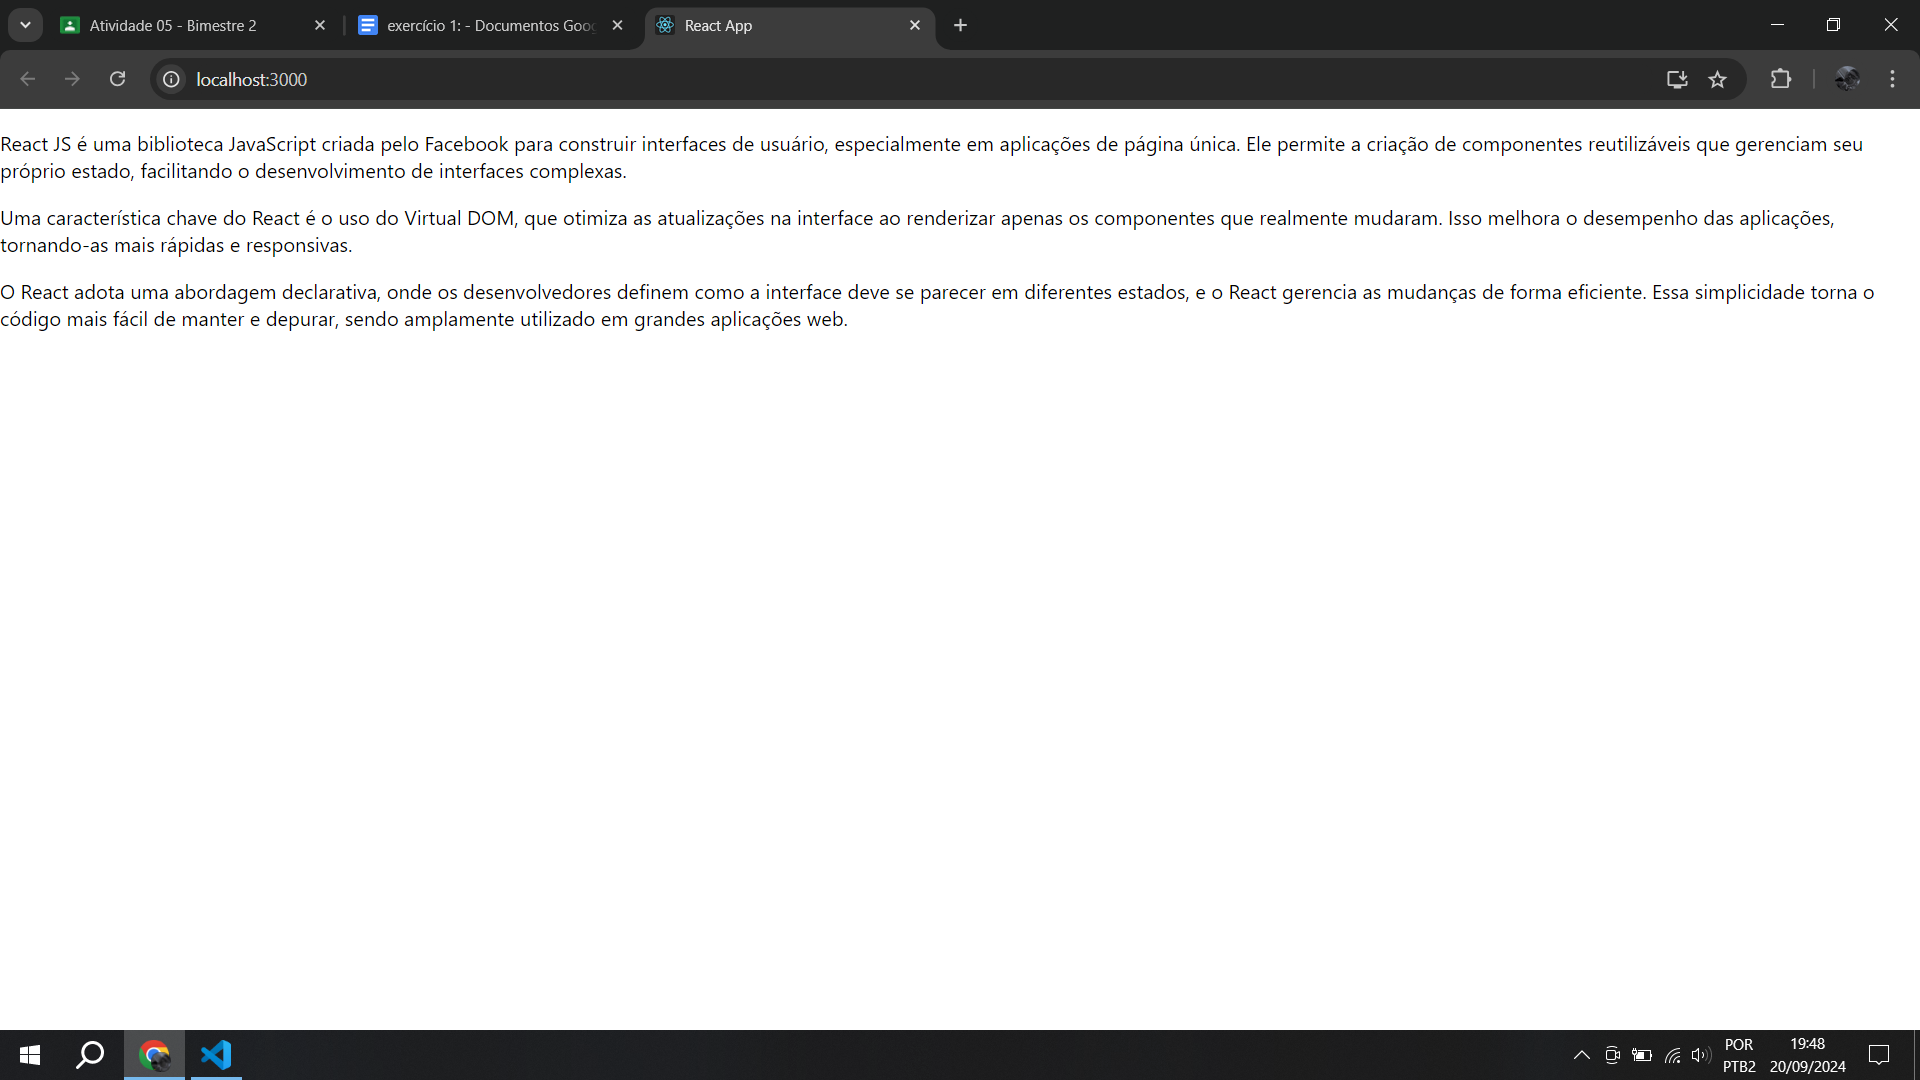 Atividade 05 - Bimestre 2
exercício 1: - Documentos Goo
React App
localhost:3000
React JS é uma biblioteca JavaScript criada pelo Facebook para construir interfaces de usuário, especialmente em aplicações de página única. Ele permite a criação de componentes reutilizáveis que gerenciam seu
próprio estado, facilitando o desenvolvimento de interfaces complexas.
Uma característica chave do React é o uso do Virtual DOM, que otimiza as atualizações na interface ao renderizar apenas os componentes que realmente mudaram. Isso melhora o desempenho das aplicações,
tornando-as mais rápidas e responsivas.
O React adota uma abordagem declarativa, onde os desenvolvedores definem como a interface deve se parecer em diferentes estados, e o React gerencia as mudanças de forma eficiente. Essa simplicidade torna o
código mais fácil de manter e depurar, sendo amplamente utilizado em grandes aplicações web.
POR
PTB2
19:48
20/09/2024